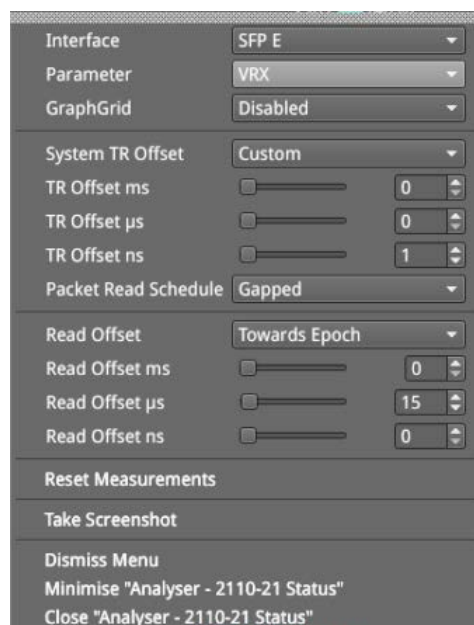 Interface SFP E
Parameter VRX
GraphGrid Disabled
System TR Offset Custom
TR Offset ms 0
TR Offset µs 0
TR Offset ns 1
Packet Read Schedule Gapped
Read Offset Towards Epoch
Read Offset ms 0
Read Offset µs 15
Read Offset ns 0
Reset Measurements
Take Screenshot
Dismiss Menu
Minimise "Analyser - 2110-21 Status"
Close "Analyser - 2110-21 Status"